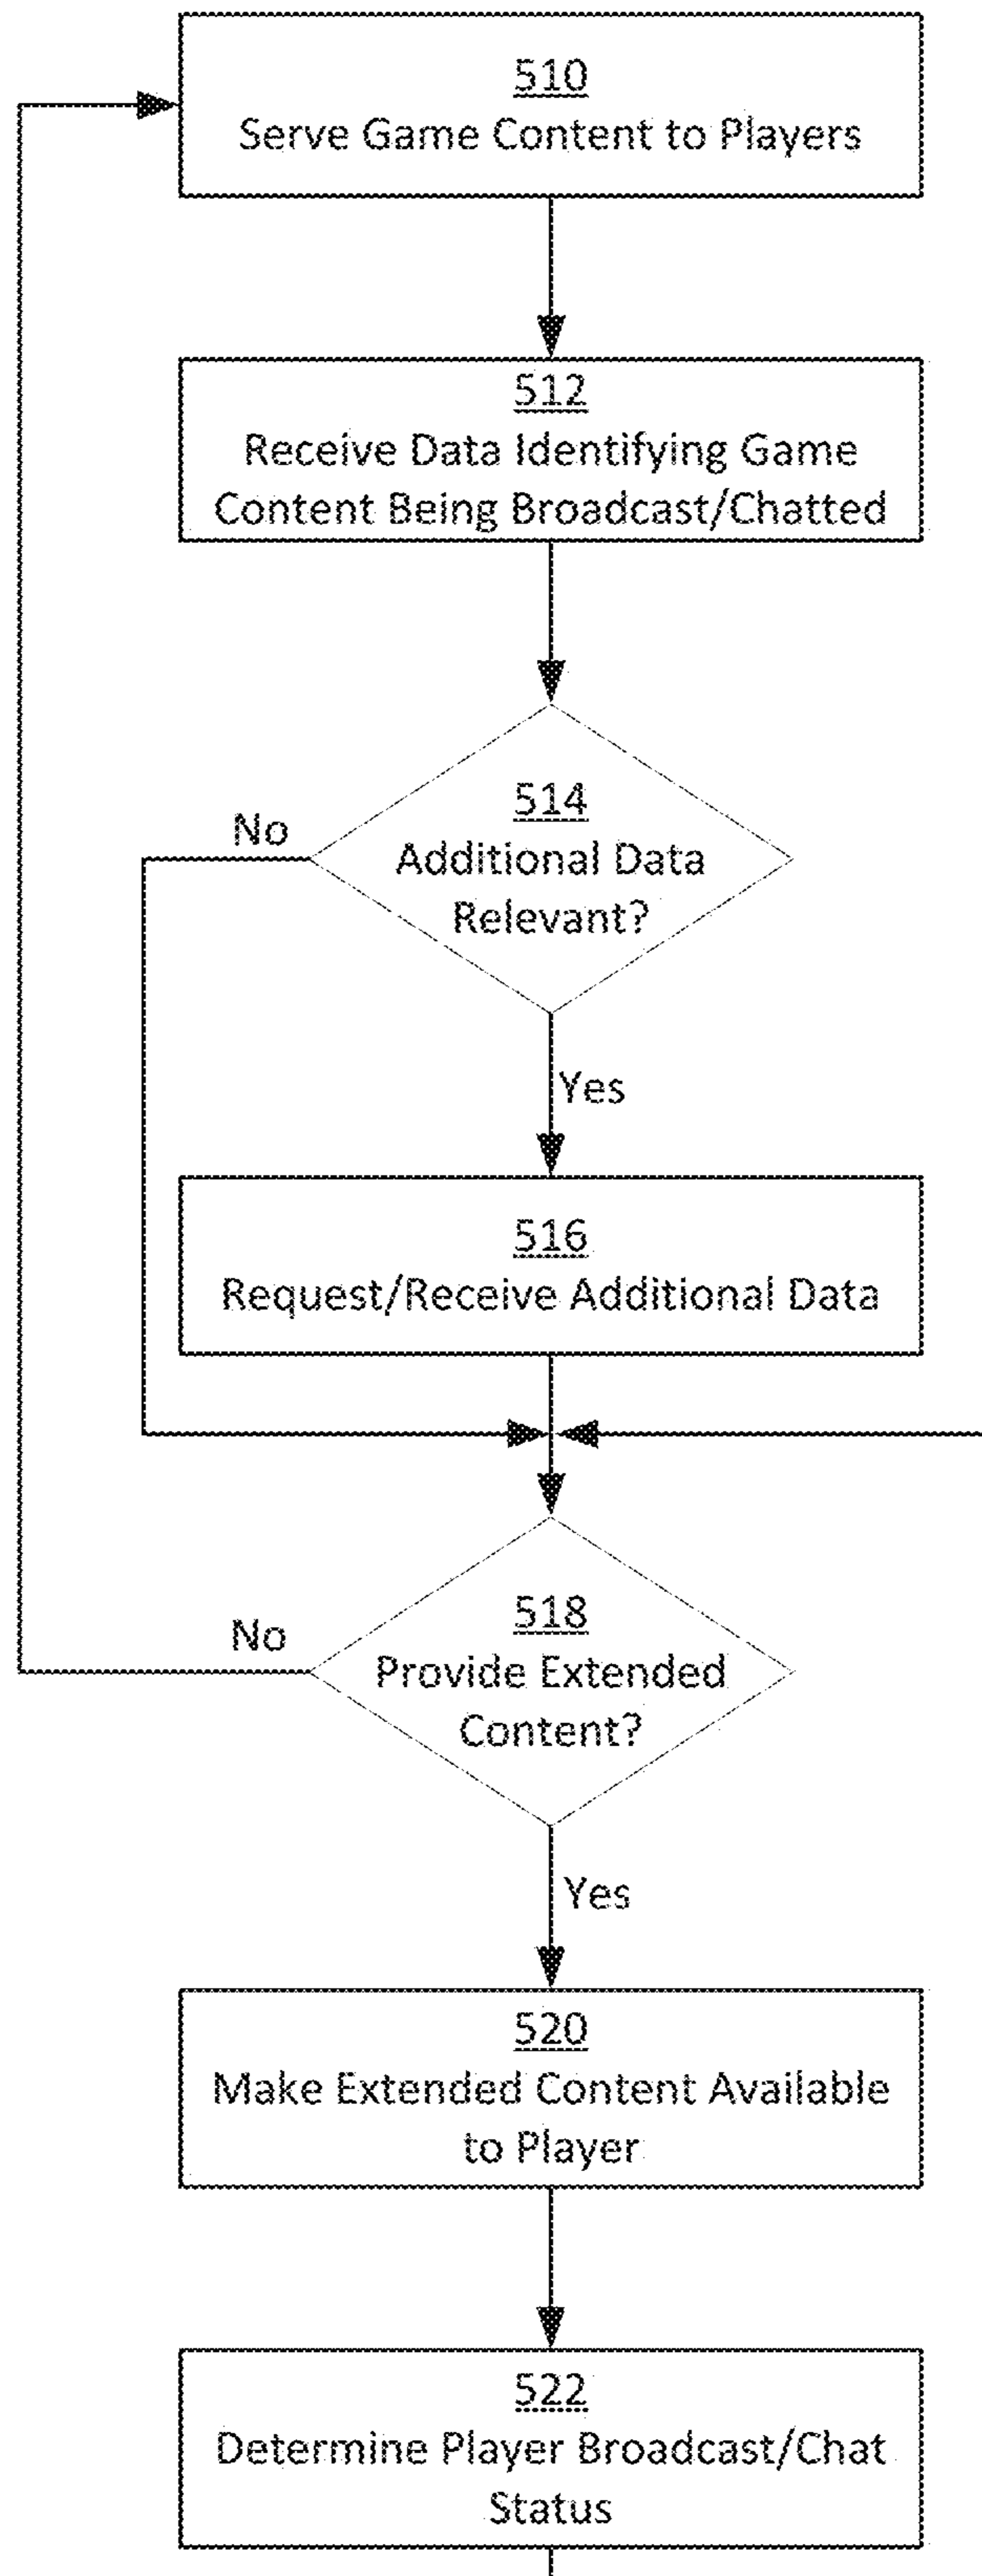 510
Serve Game Content to Players
512
Receive Data Identifying Game
Content Being Broadcast/Chatted
514
No
Additional Data
Relevant?
Yes
516
Request/Receive Additional Data
518
No
Provide Extended
Content?
Yes
520
Make Extended Content Available
to Player
522
Determine Player Broadcast/Chat
Status